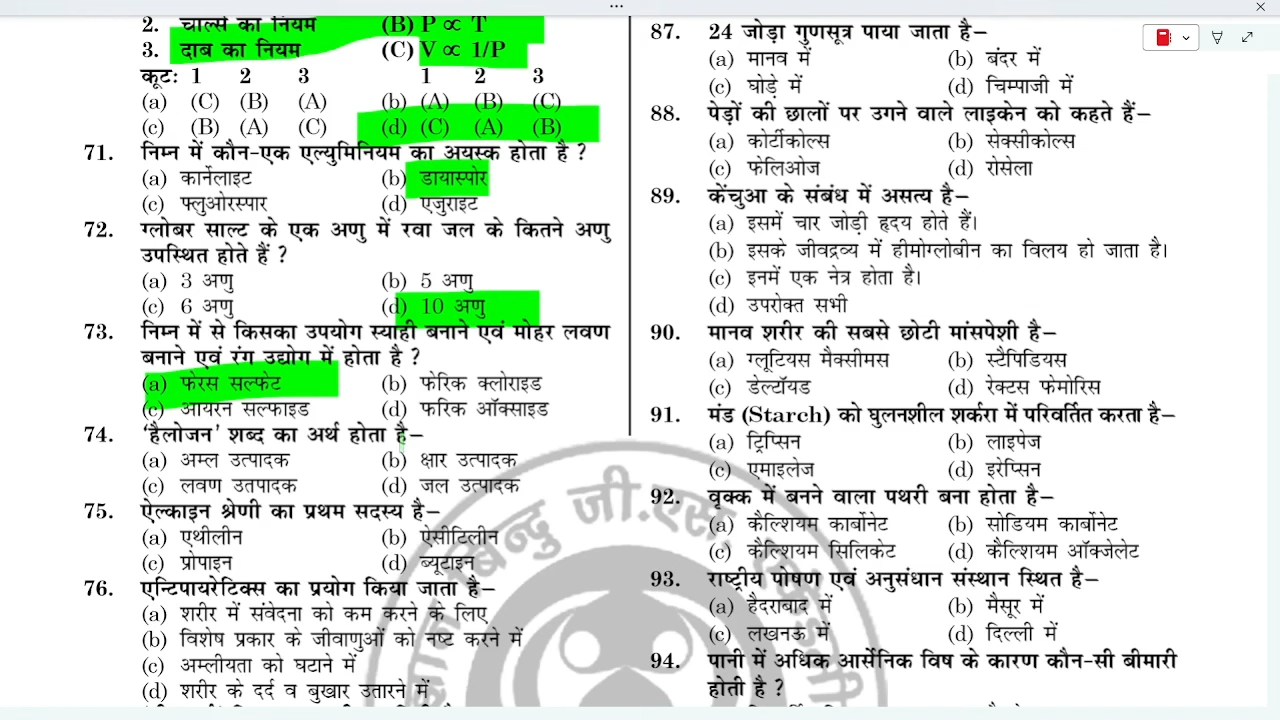 2. चार्ल्स का नियम (B) P ∝ T
3. दाब का नियम (C) V ∝ 1/P
कूटः 1 2 3 1 2 3
(a) (C) (B) (A) (b) (A) (B) (C)
(c) (B) (A) (C) (d) (C) (A) (B)
71. निम्न में कौन-एक एल्युमिनियम का अयस्क होता है ?
(a) कार्नेलाइट (b) डायास्पोर
(c) फ्लुओरस्पार (d) एजुराइट
72. ग्लोबर साल्ट के एक अणु में रवा जल के कितने अणु
उपस्थित होते हैं ?
(a) 3 अणु (b) 5 अणु
(c) 6 अणु (d) 10 अणु
73. निम्न में से किसका उपयोग स्याही बनाने एवं मोहर लवण
बनाने एवं रंग उद्योग में होता है ?
(a) फेरस सल्फेट (b) फेरिक क्लोराइड
(c) आयरन सल्फाइड (d) फरिक ऑक्साइड
74. ‘हैलोजन’ शब्द का अर्थ होता है–
(a) अम्ल उत्पादक (b) क्षार उत्पादक
(c) लवण उतपादक (d) जल उत्पादक
75. ऐल्काइन श्रेणी का प्रथम सदस्य है–
(a) एथीलीन (b) ऐसीटिलीन
(c) प्रोपाइन (d) ब्यूटाइन
76. एन्टिपायरेटिक्स का प्रयोग किया जाता है–
(a) शरीर में संवेदना को कम करने के लिए
(b) विशेष प्रकार के जीवाणुओं को नष्ट करने में
(c) अम्लीयता को घटाने में
(d) शरीर के दर्द व बुखार उतारने में
87. 24 जोड़ा गुणसूत्र पाया जाता है–
(a) मानव में (b) बंदर में
(c) घोड़े में (d) चिम्पाजी में
88. पेड़ों की छालों पर उगने वाले लाइकेन को कहते हैं–
(a) कोर्टीकोल्स (b) सेक्सीकोल्स
(c) फेलिओज (d) रोसेला
89. केंचुआ के संबंध में असत्य है–
(a) इसमें चार जोड़ी हृदय होते हैं।
(b) इसके जीवद्रव्य में हीमोग्लोबीन का विलय हो जाता है।
(c) इनमें एक नेत्र होता है।
(d) उपरोक्त सभी
90. मानव शरीर की सबसे छोटी मांसपेशी है–
(a) ग्लूटियस मैक्सीमस (b) स्टैपिडियस
(c) डेल्टॉयड (d) रेक्टस फेमोरिस
91. मंड (Starch) को घुलनशील शर्करा में परिवर्तित करता है–
(a) ट्रिप्सिन (b) लाइपेज
(c) एमाइलेज (d) इरेप्सिन
92. वृक्क में बनने वाला पथरी बना होता है–
(a) कैल्शियम कार्बोनेट (b) सोडियम कार्बोनेट
(c) कैल्शियम सिलिकेट (d) कैल्शियम ऑक्जेलेट
93. राष्ट्रीय पोषण एवं अनुसंधान संस्थान स्थित है–
(a) हैदराबाद में (b) मैसूर में
(c) लखनऊ में (d) दिल्ली में
94. पानी में अधिक आर्सेनिक विष के कारण कौन-सी बीमारी
होती है ?